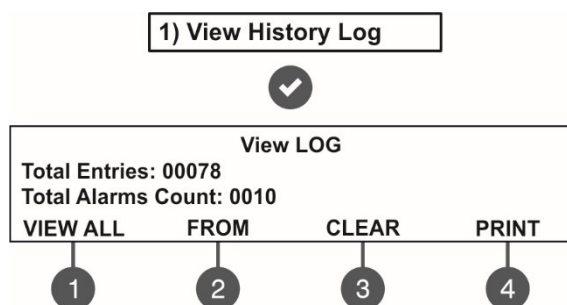 1) View History Log
View LOG
Total Entries: 00078
Total Alarms Count: 0010
VIEW ALL FROM CLEAR PRINT
1 2 3 4